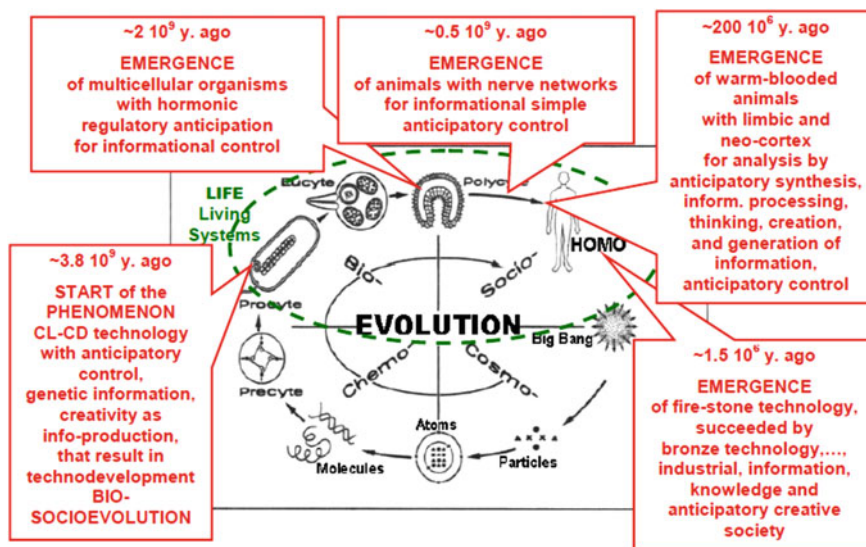 ~2 10⁹ y. ago
EMERGENCE
of multicellular organisms
with hormonic
regulatory anticipation
for informational control
~0.5 10⁹ y. ago
EMERGENCE
of animals with nerve networks
for informational simple
anticipatory control
~200 10⁶ y. ago
EMERGENCE
of warm-blooded
animals
with limbic and
neo-cortex
for analysis by
anticipatory synthesis,
inform. processing,
thinking, creation,
and generation of
information,
anticipatory control
~3.8 10⁹ y. ago
START of the
PHENOMENON
CL-CD technology
with anticipatory
control,
genetic information,
creativity as
info-production,
that result in
technodevelopment
BIO-
SOCIOEVOLUTION
~1.5 10⁶ y. ago
EMERGENCE
of fire-stone technology,
succeeded by
bronze technology,...,
industrial, information,
knowledge and
anticipatory creative
society
LIFE
Living
Systems
Eucyte
HOMO
Procyte
Bio-
Socio-
EVOLUTION
Big Bang
Chemo-
Cosmo-
Precyte
Atoms
Molecules
Particles